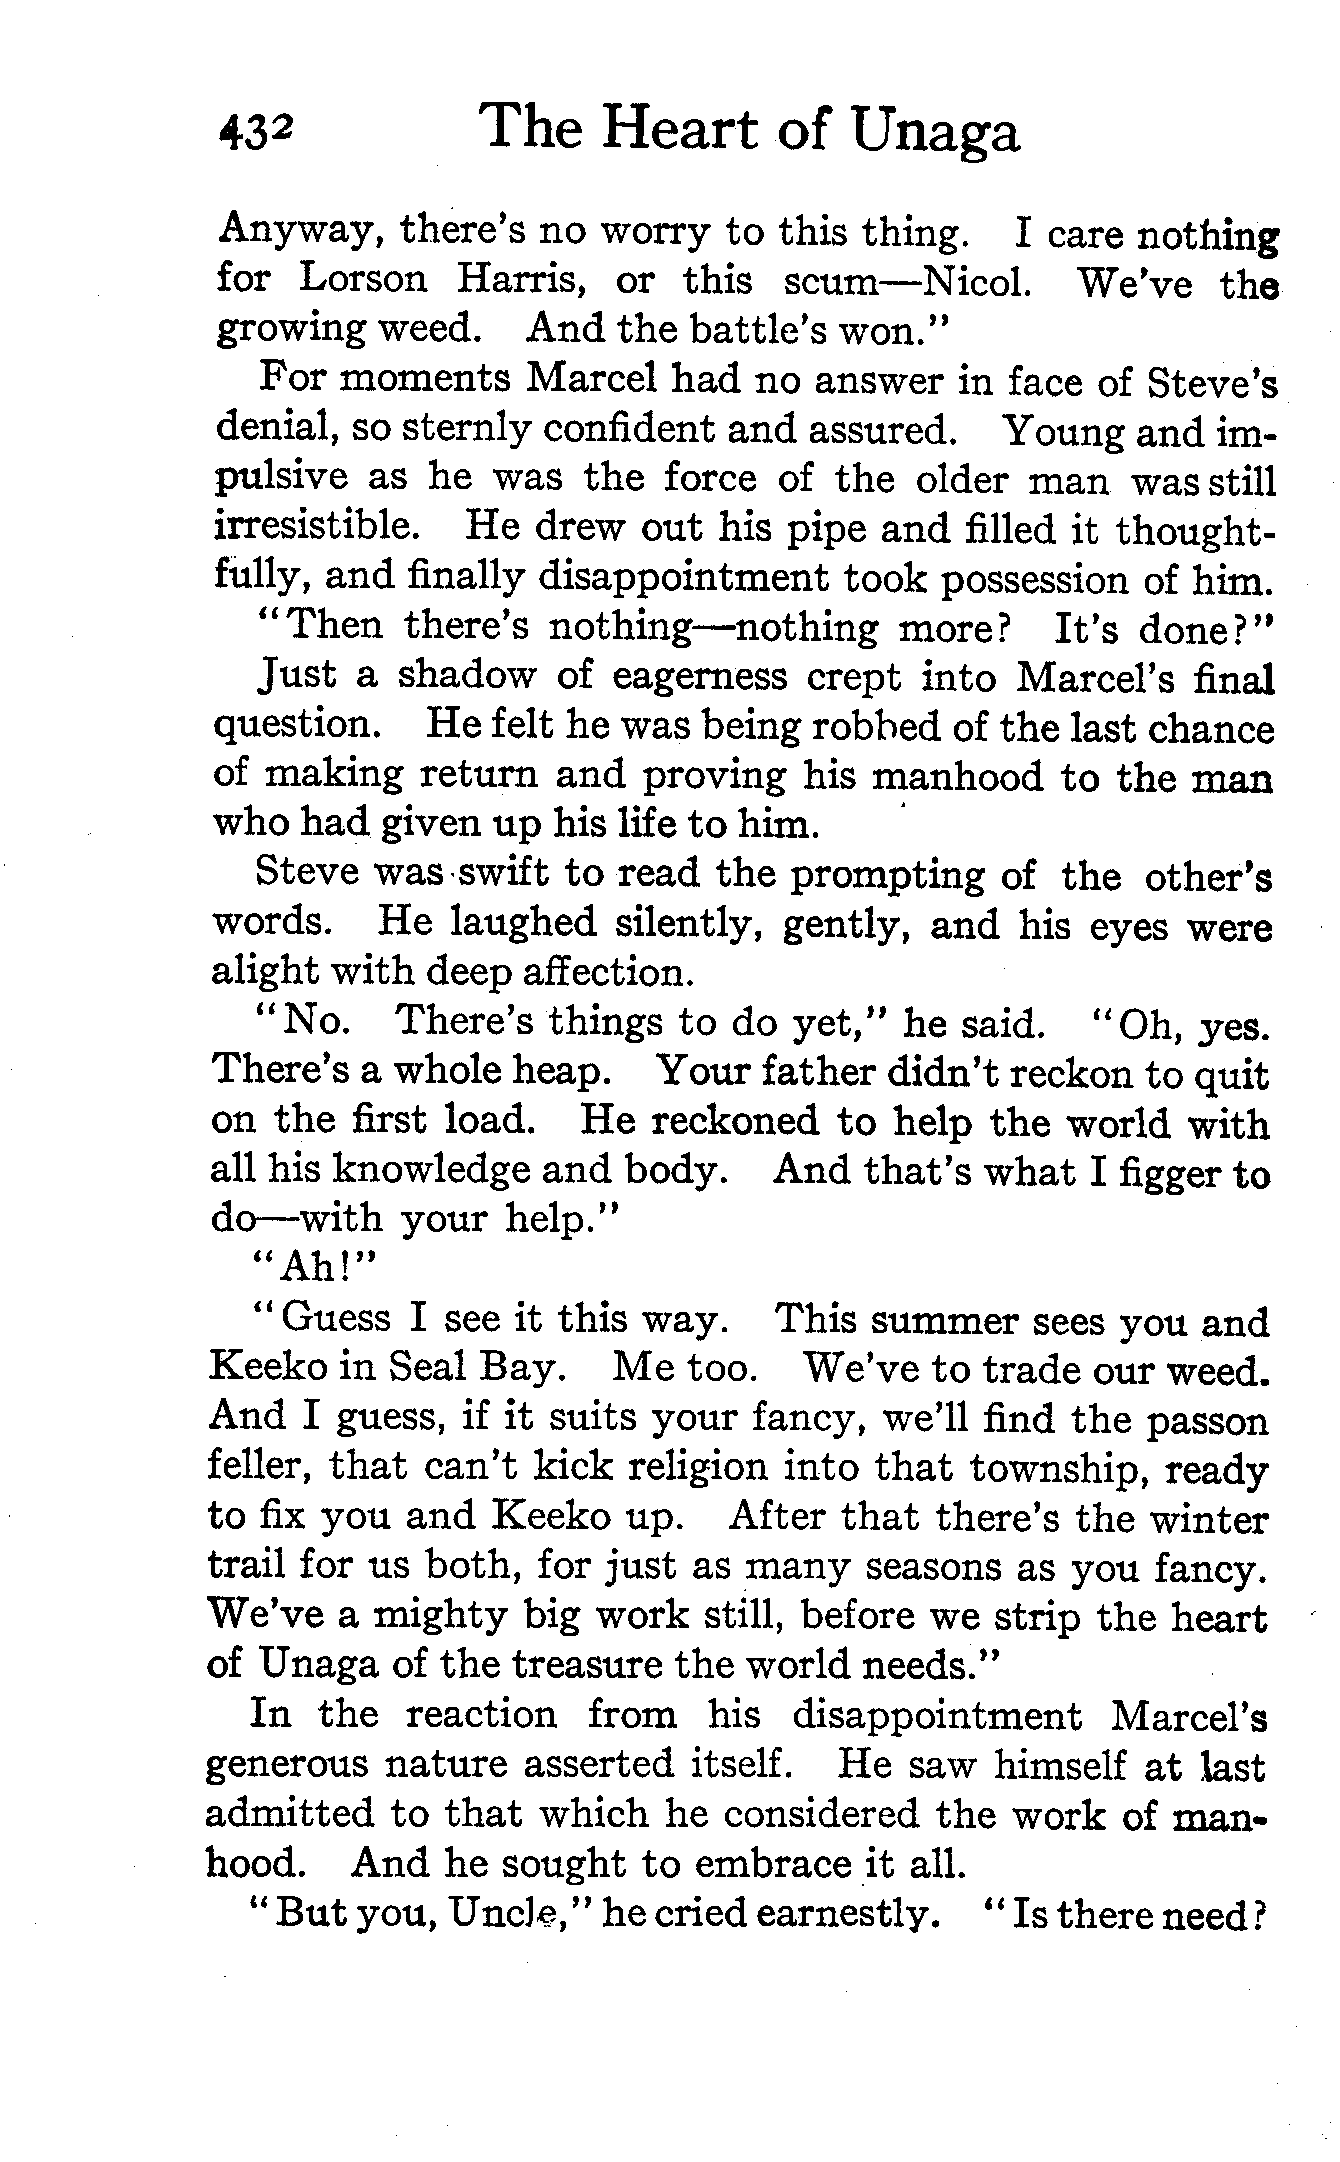 432 The Heart of Unaga
Anyway, there's no worry to this thing. I care nothing
for Lorson Harris, or this scum—Nicol. We've the
growing weed. And the battle's won."
For moments Marcel had no answer in face of Steve's
denial, so sternly confident and assured. Young and im-
pulsive as he was the force of the older man was still
irresistible. He drew out his pipe and filled it thought-
fully, and finally disappointment took possession of him.
"Then there's nothing—nothing more? It's done?"
Just a shadow of eagerness crept into Marcel's final
question. He felt he was being robbed of the last chance
of making return and proving his manhood to the man
who had given up his life to him.
Steve was swift to read the prompting of the other's
words. He laughed silently, gently, and his eyes were
alight with deep affection.
"No. There's things to do yet," he said. "Oh, yes.
There's a whole heap. Your father didn't reckon to quit
on the first load. He reckoned to help the world with
all his knowledge and body. And that's what I figger to
do—with your help."
"Ah!"
"Guess I see it this way. This summer sees you and
Keeko in Seal Bay. Me too. We've to trade our weed.
And I guess, if it suits your fancy, we'll find the passon
feller, that can't kick religion into that township, ready
to fix you and Keeko up. After that there's the winter
trail for us both, for just as many seasons as you fancy.
We've a mighty big work still, before we strip the heart
of Unaga of the treasure the world needs."
In the reaction from his disappointment Marcel's
generous nature asserted itself. He saw himself at last
admitted to that which he considered the work of man-
hood. And he sought to embrace it all.
"But you, Uncle," he cried earnestly. "Is there need?